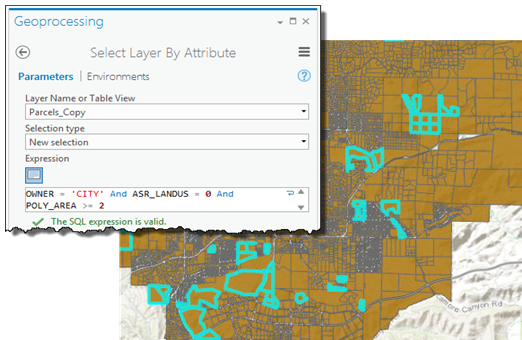 Geoprocessing
Select Layer By Attribute
Parameters | Environments
Layer Name or Table View
Parcels_Copy
Selection type
New selection
Expression
OWNER = 'CITY' And ASR_LANDUS = 0 And
POLY_AREA >= 2
The SQL expression is valid.
Canyon Rd